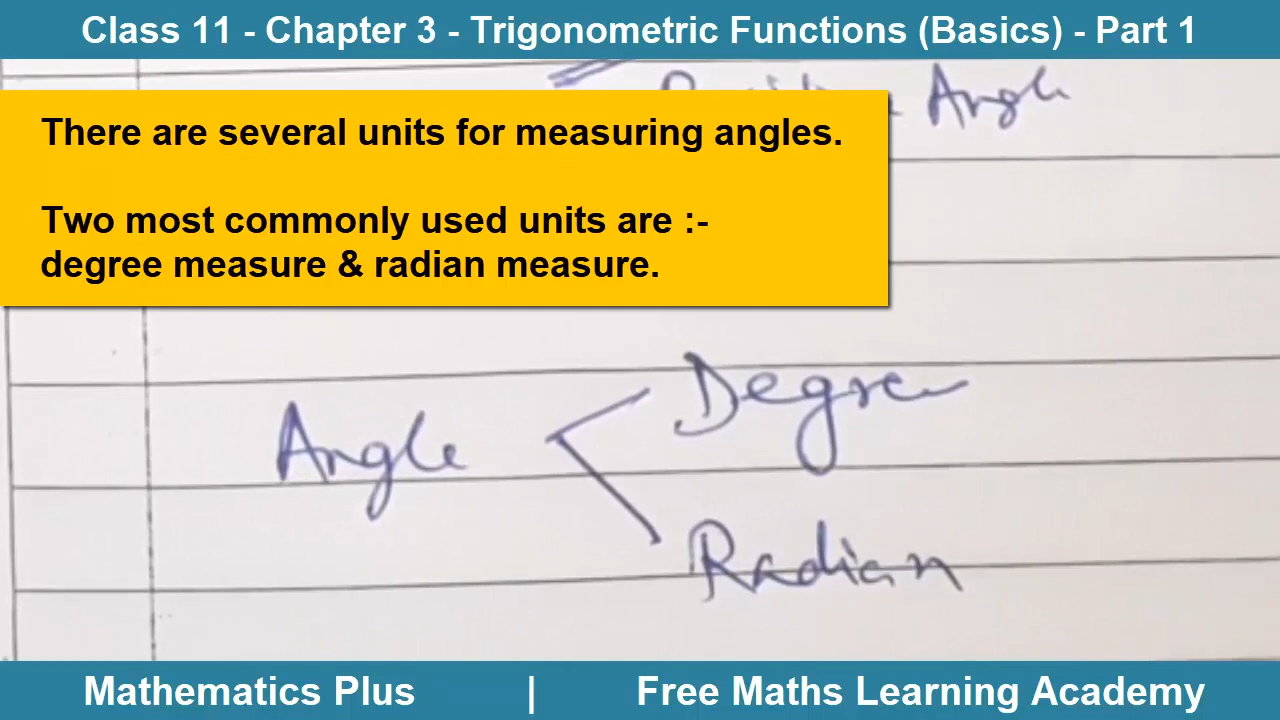 Class 11 - Chapter 3 - Trigonometric Functions (Basics) - Part 1
Angle
There are several units for measuring angles.
Two most commonly used units are :-
degree measure & radian measure.
Degree
Angle
Radian
Mathematics Plus | Free Maths Learning Academy